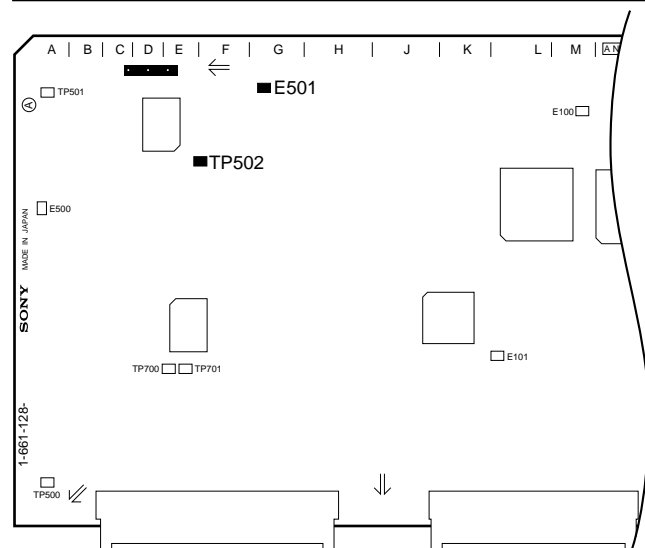 A | B | C | D | E | F | G | H | J | K | L | M | AN
TP501
E501
A
E100
TP502
E500
MADE IN JAPAN
SONY
TP700
TP701
E101
1-661-128-
TP500